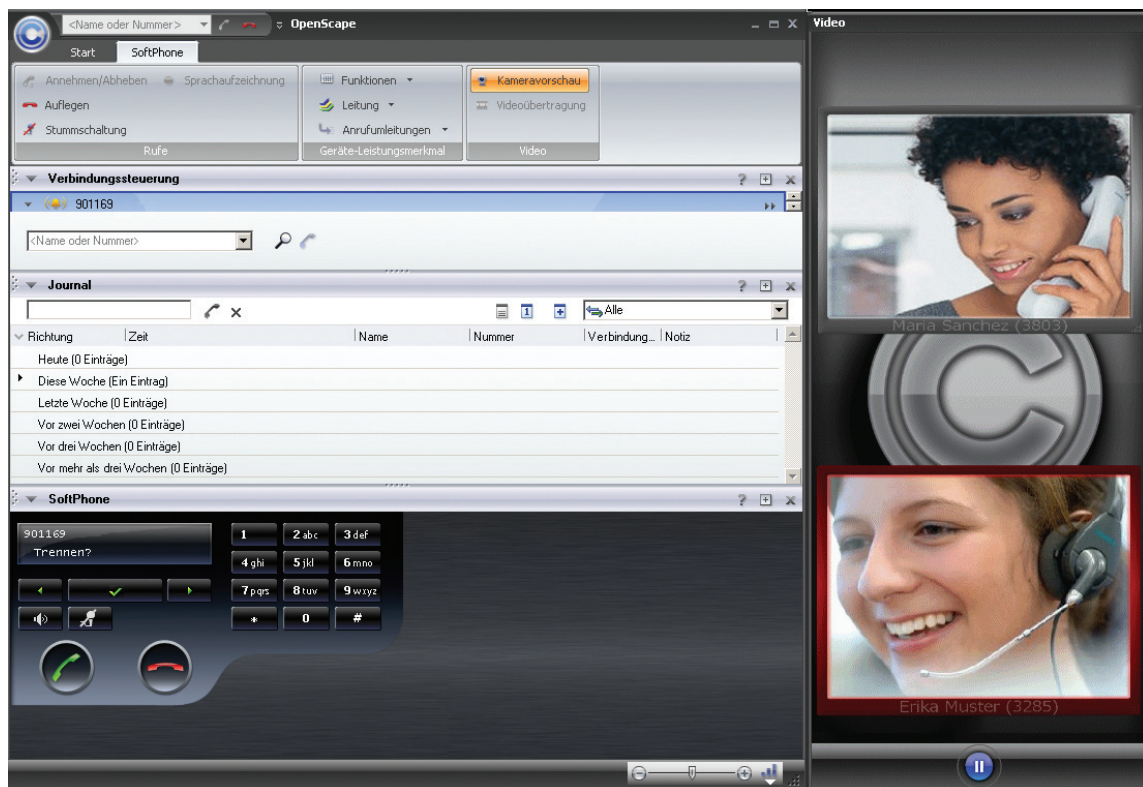 <Name oder Nummer>
OpenScape
Start
SoftPhone
Annehmen/Abheben
Sprachaufzeichnung
Auflegen
Stummschaltung
Rufe
Funktionen
Leitung
Anrufumleitungen
Geräte-Leistungsmerkmal
Kameravorschau
Videoübertragung
Video
Verbindungssteuerung
901169
<Name oder Nummer>
Journal
Alle
Richtung
Zeit
Name
Nummer
Verbindung...
Notiz
Heute (0 Einträge)
Diese Woche (Ein Eintrag)
Letzte Woche (0 Einträge)
Vor zwei Wochen (0 Einträge)
Vor drei Wochen (0 Einträge)
Vor mehr als drei Wochen (0 Einträge)
SoftPhone
901169
Trennen?
1 2 abc 3 def
4 ghi 5 jkl 6 mno
7 pqrs 8 tuv 9 wxyz
* 0 #
Video
Maria Sanchez (3803)
Erika Muster (3285)